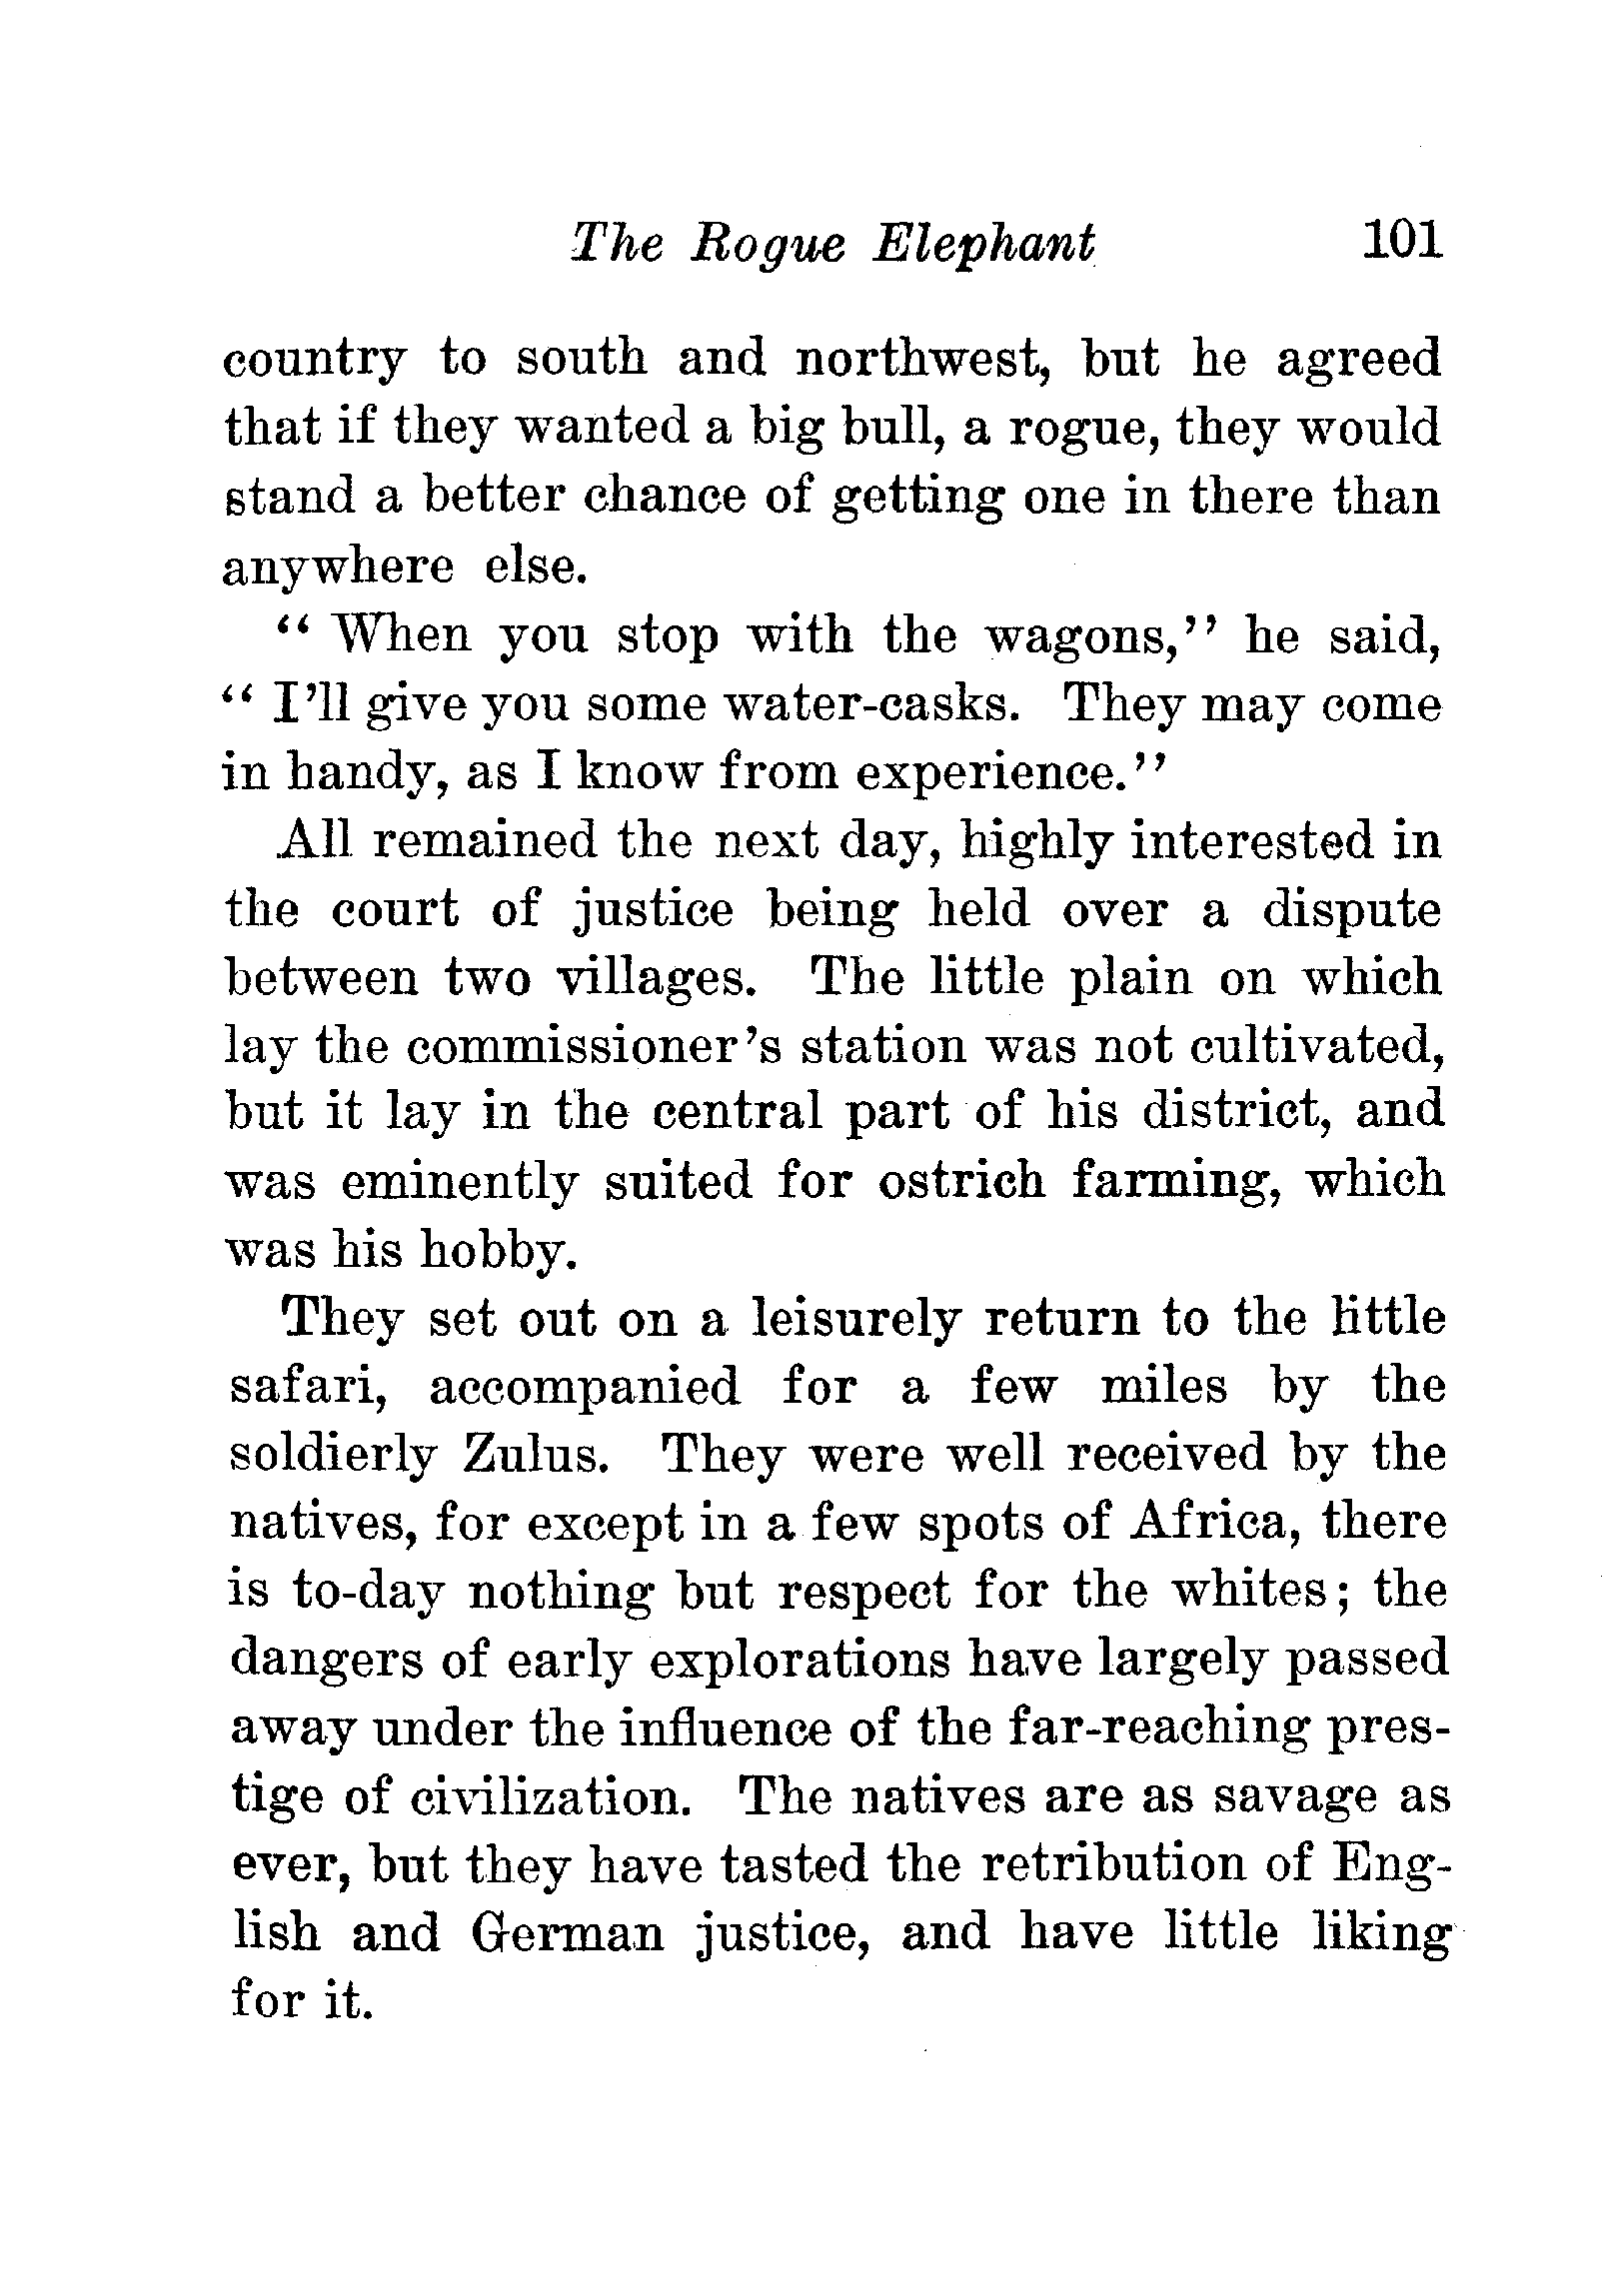 The Rogue Elephant 101
country to south and northwest, but he agreed
that if they wanted a big bull, a rogue, they would
stand a better chance of getting one in there than
anywhere else.
“ When you stop with the wagons,” he said,
“ I’ll give you some water-casks. They may come
in handy, as I know from experience.”
All remained the next day, highly interested in
the court of justice being held over a dispute
between two villages. The little plain on which
lay the commissioner’s station was not cultivated,
but it lay in the central part of his district, and
was eminently suited for ostrich farming, which
was his hobby.
They set out on a leisurely return to the little
safari, accompanied for a few miles by the
soldierly Zulus. They were well received by the
natives, for except in a few spots of Africa, there
is to-day nothing but respect for the whites; the
dangers of early explorations have largely passed
away under the influence of the far-reaching pres-
tige of civilization. The natives are as savage as
ever, but they have tasted the retribution of Eng-
lish and German justice, and have little liking
for it.